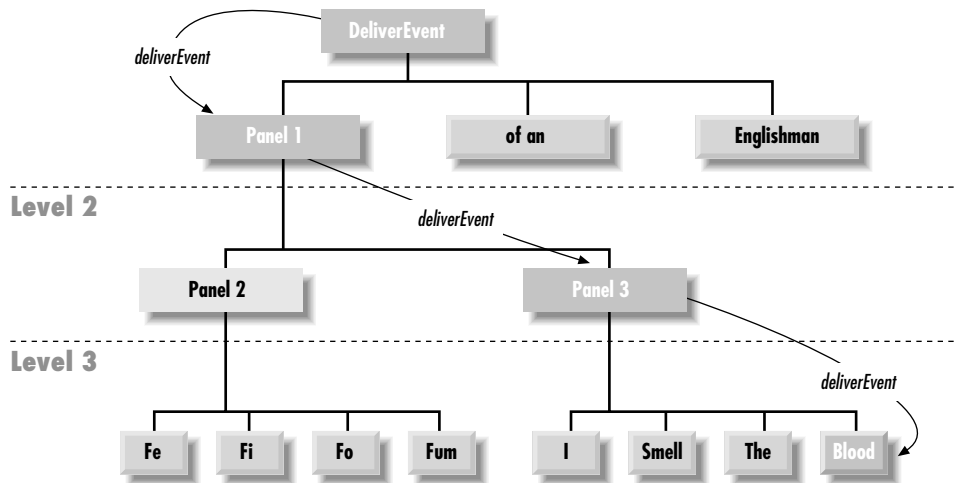 DeliverEvent
deliverEvent
Panel 1
of an
Englishman
Level 2
deliverEvent
Panel 2
Panel 3
Level 3
deliverEvent
Fe
Fi
Fo
Fum
I
Smell
The
Blood